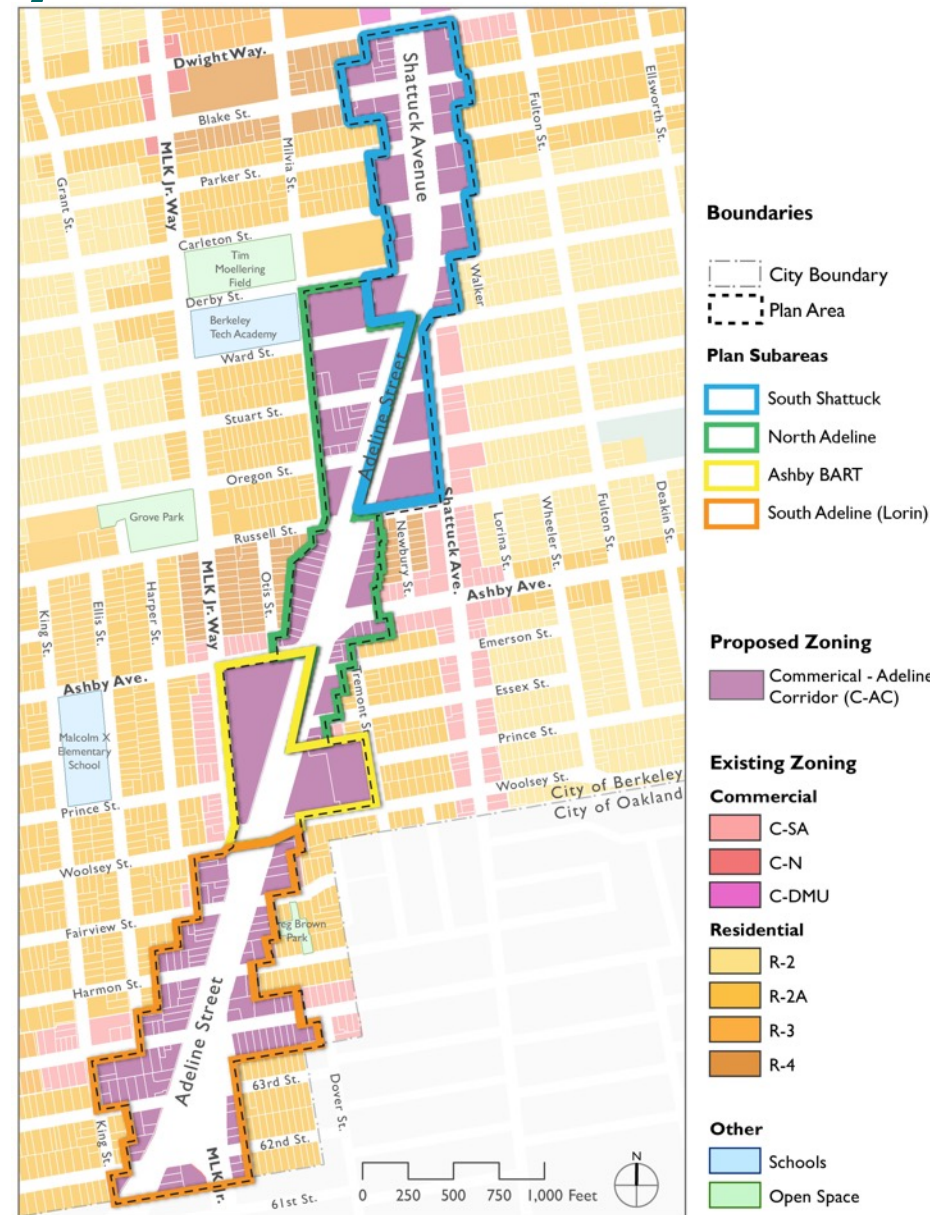 Dwight Way.
Shattuck Avenue
Blake St.
Milvia St.
Fulton St.
Ellsworth St.
MLK Jr. Way
Parker St.
Grant St.
Carleton St.
Tim
Moellering
Field
Walker
Derby St.
Berkeley
Tech Academy
Ward St.
Adeline Street
Stuart St.
Oregon St.
Grove Park
Russell St.
Shattuck Ave.
Newbury St.
Lorina St.
Wheeler St.
Fulton St.
Deakin St.
King St.
Ellis St.
Harper St.
MLK Jr. Way
Otis St.
Ashby Ave.
Emerson St.
Ashby Ave.
Tremont S
Essex St.
Malcolm X
Elementary
School
Prince St.
Prince St.
Woolsey St.
City of Berkeley
City of Oakland
Woolsey St.
Fairview St.
eg Brown
Park
Harmon St.
Adeline Street
63rd St.
Dover St.
King St.
62nd St.
MLK Jr.
61st St.
0 250 500 750 1,000 Feet
N
Boundaries
City Boundary
Plan Area
Plan Subareas
South Shattuck
North Adeline
Ashby BART
South Adeline (Lorin)
Proposed Zoning
Commerical - Adeline
Corridor (C-AC)
Existing Zoning
Commercial
C-SA
C-N
C-DMU
Residential
R-2
R-2A
R-3
R-4
Other
Schools
Open Space